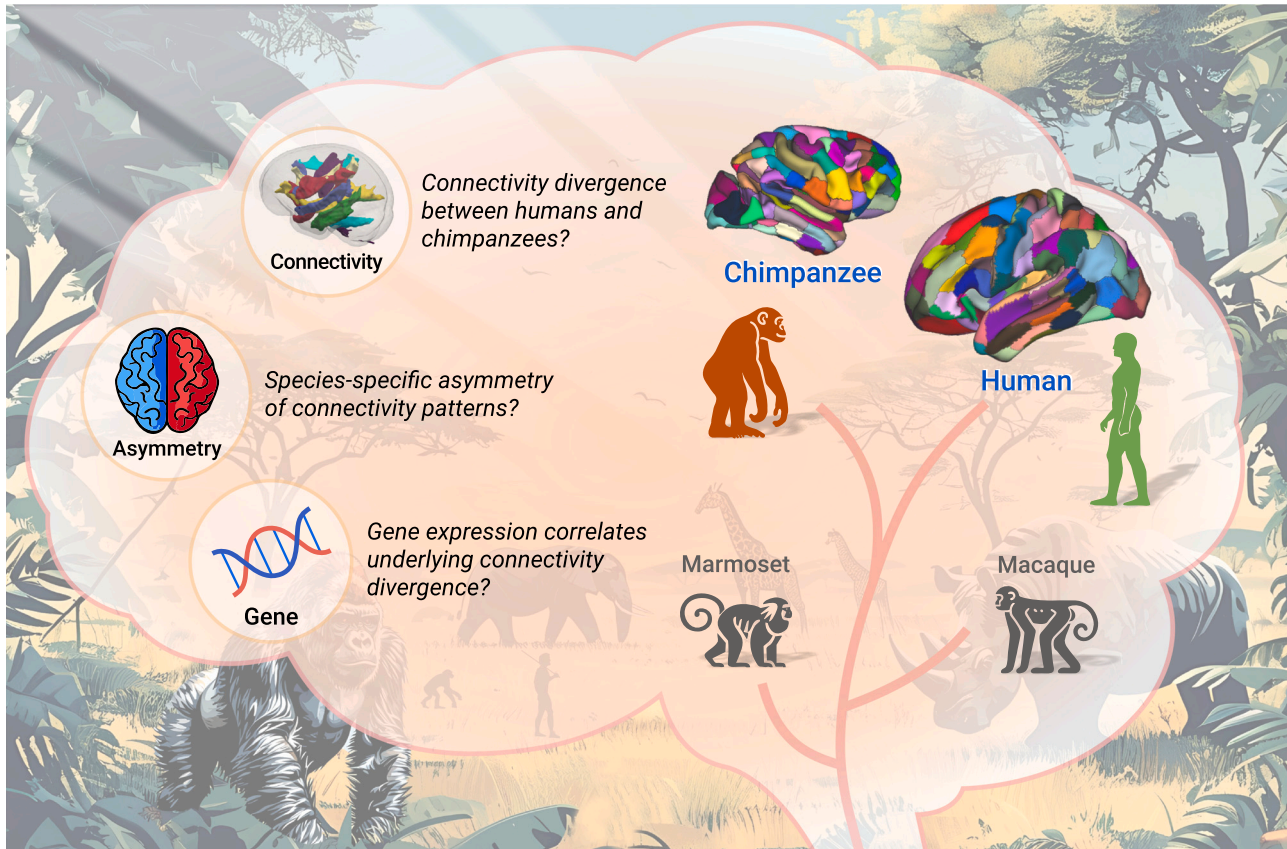 Connectivity divergence
between humans and
chimpanzees?
Connectivity
Species-specific asymmetry
of connectivity patterns?
Asymmetry
Gene expression correlates
underlying connectivity
divergence?
Gene
Chimpanzee
Human
Marmoset
Macaque